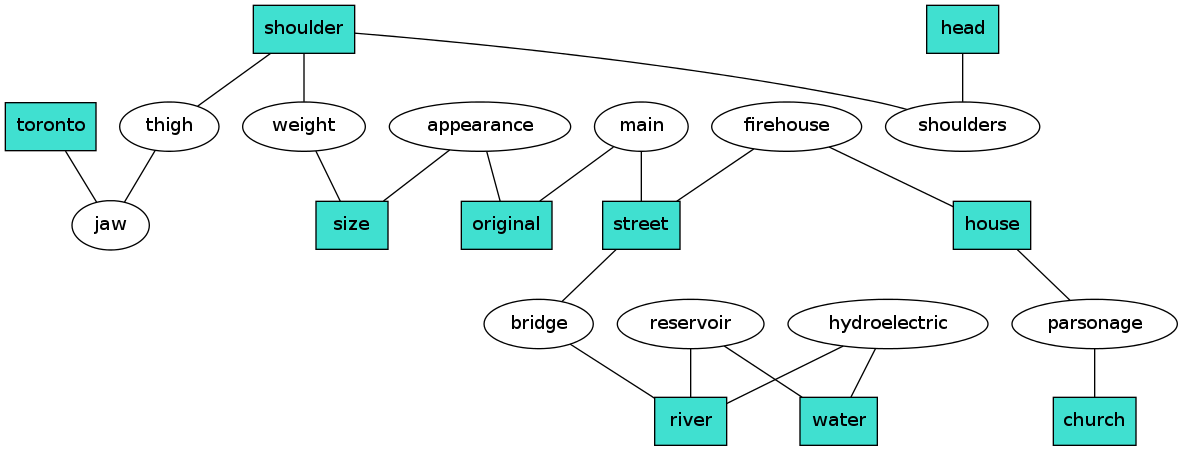 shoulder
head
toronto
thigh
weight
appearance
main
firehouse
shoulders
jaw
size
original
street
house
bridge
reservoir
hydroelectric
parsonage
river
water
church